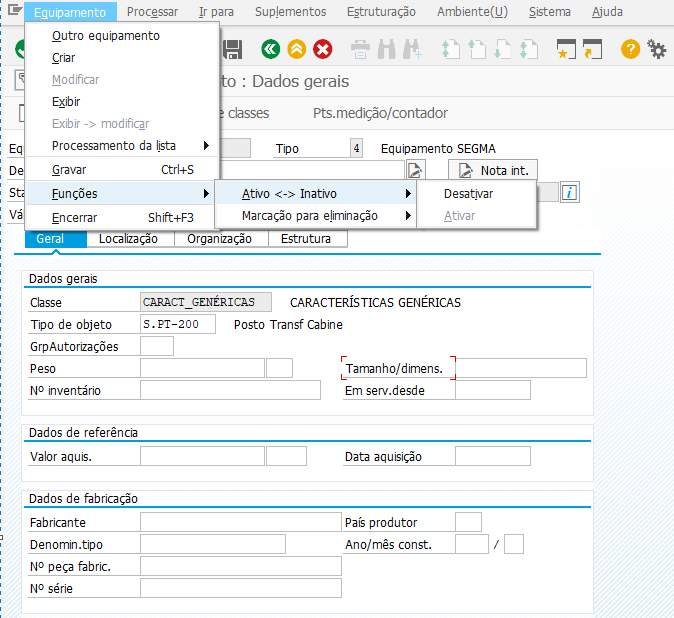 Equipamento Processar Ir para Suplementos Estruturação Ambiente(U) Sistema Ajuda
Outro equipamento
Criar
Modificar
Exibir
Exibir -> modificar
Processamento da lista
Gravar Ctrl+S
Funções
Encerrar Shift+F3
Ativo <-> Inativo
Marcação para eliminação
Desativar
Ativar
to : Dados gerais
e classes Pts.medição/contador
Tipo 4 Equipamento SEGMA
Nota int.
Geral Localização Organização Estrutura
Dados gerais
Classe CARACT_GENÉRICAS CARACTERÍSTICAS GENÉRICAS
Tipo de objeto S.PT-200 Posto Transf Cabine
GrpAutorizações
Peso Tamanho/dimens.
Nº inventário Em serv.desde
Dados de referência
Valor aquis. Data aquisição
Dados de fabricação
Fabricante País produtor
Denomin.tipo Ano/mês const. /
Nº peça fabric.
Nº série